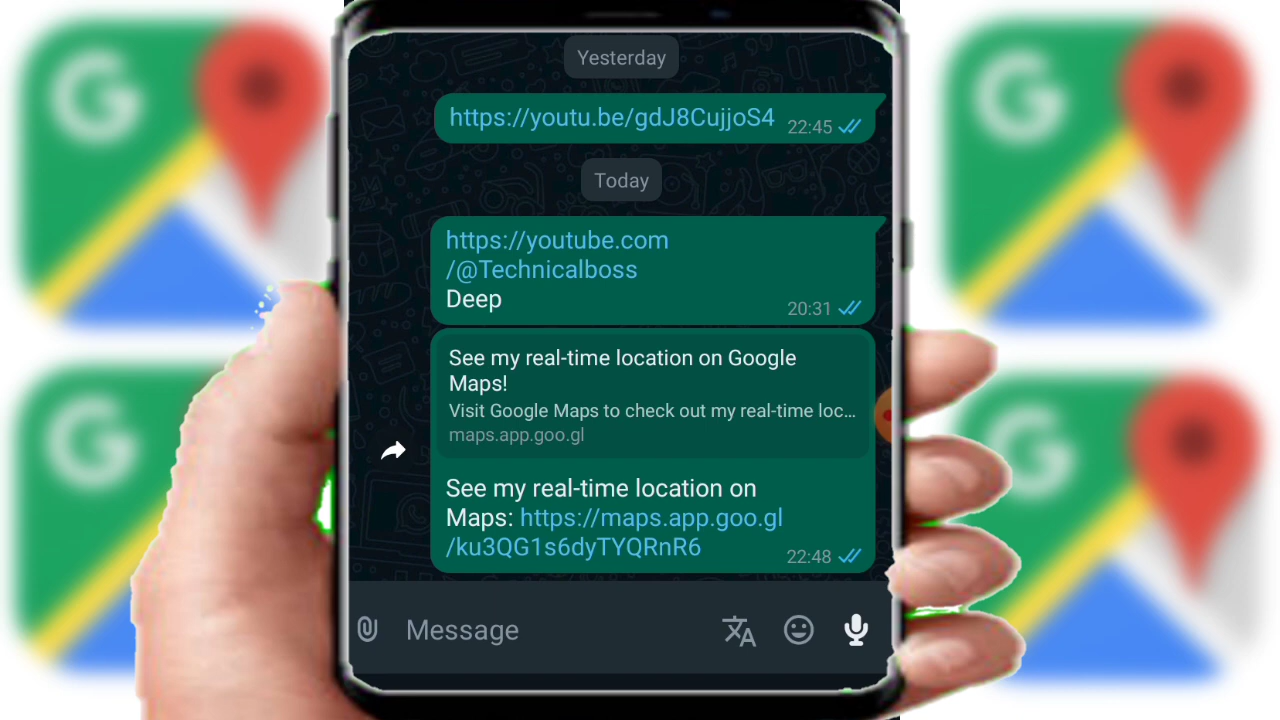 Yesterday
https://youtu.be/gdJ8CujjoS4
22:45
Today
https://youtube.com
/@Technicalboss
Deep
20:31
See my real-time location on Google
Maps!
Visit Google Maps to check out my real-time loc...
maps.app.goo.gl
See my real-time location on
Maps: https://maps.app.goo.gl
/ku3QG1s6dyTYQRnR6
22:48
Message
G
G
G
G